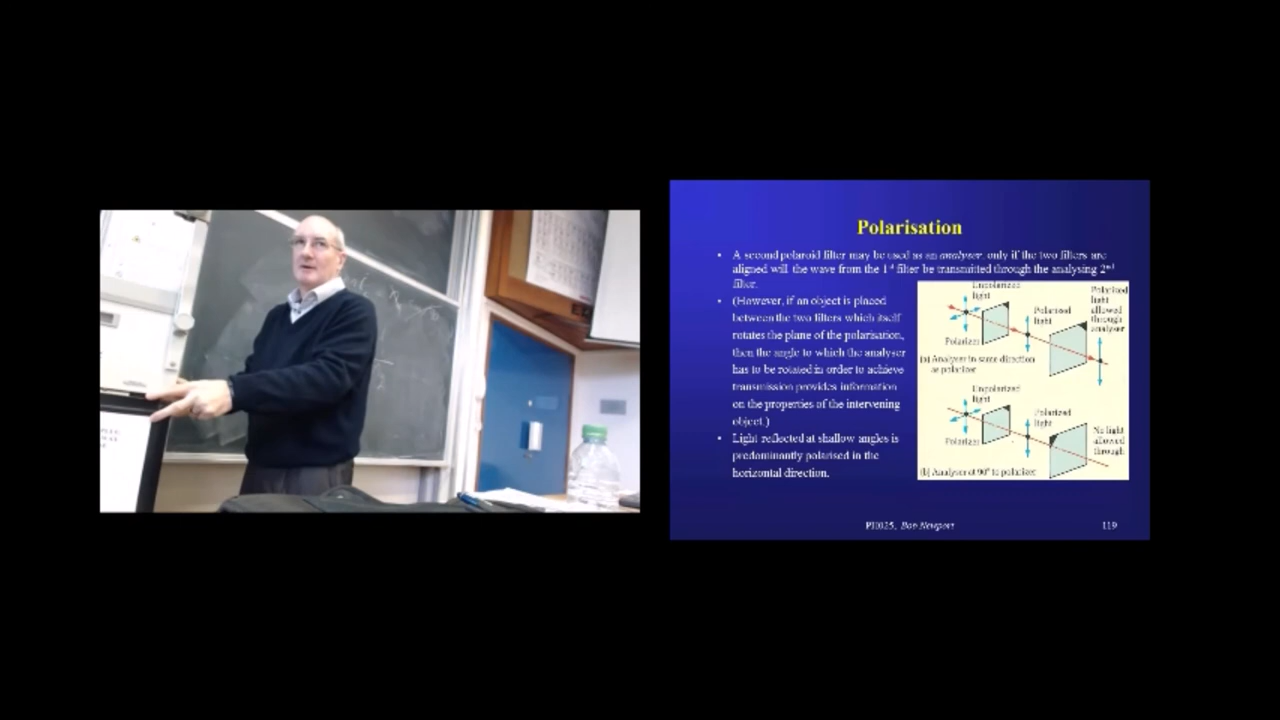 Polarisation
• A second polaroid filter may be used as an analyser, only if the two filters are
aligned will the wave from the 1st filter be transmitted through the analysing 2nd
filter.
• (However, if an object is placed
between the two filters which itself
rotates the plane of the polarisation,
then the angle to which the analyser
has to be rotated in order to achieve
transmission provides information
on the properties of the intervening
object.)
• Light reflected at shallow angles is
predominantly polarised in the
horizontal direction.
Unpolarized
light
Polarized
light
Polarized
light
allowed
through
analyser
Polarizer
(a) Analyser in same direction
as polarizer
Unpolarized
light
Polarized
light
No light
allowed
through
Polarizer
(b) Analyser at 90° to polarizer
PH025, Bob Newport
119